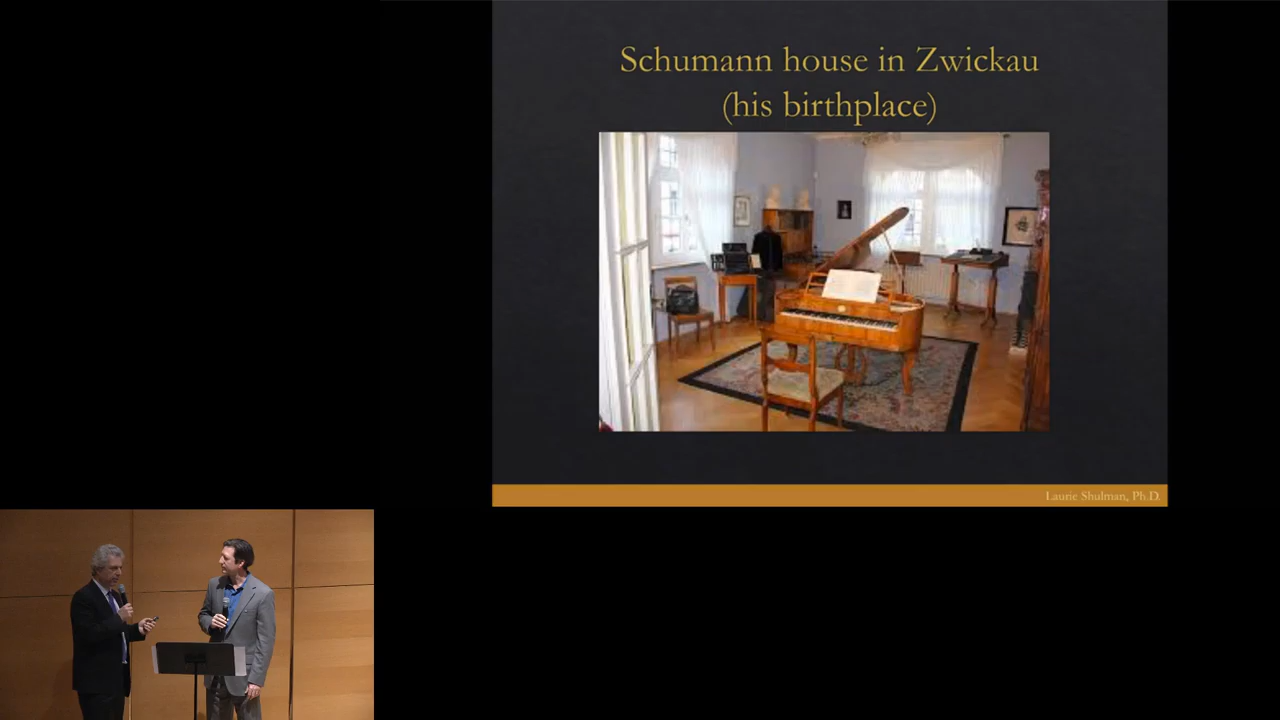 Schumann house in Zwickau
(his birthplace)
Laurie Shulman, Ph.D.